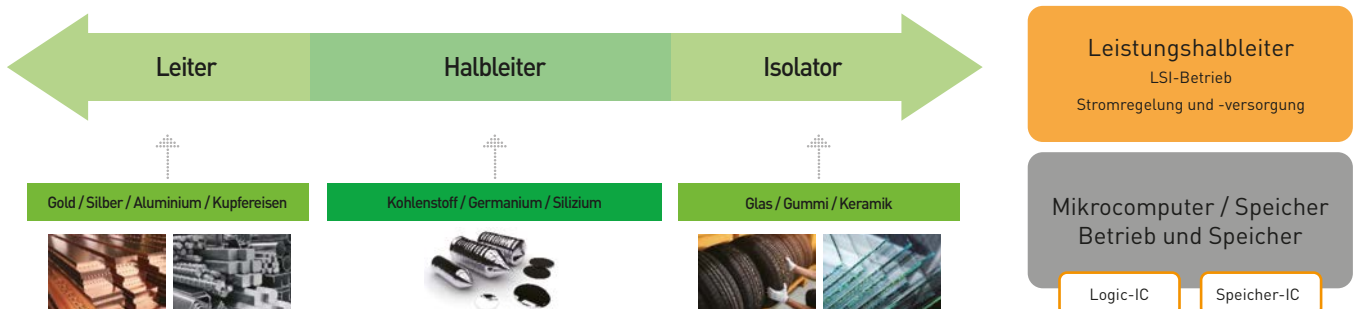 Leiter
Halbleiter
Isolator
Gold / Silber / Aluminium / Kupfereisen
Kohlenstoff / Germanium / Silizium
Glas / Gummi / Keramik
Leistungshalbleiter
LSI-Betrieb
Stromregelung und -versorgung
Mikrocomputer / Speicher
Betrieb und Speicher
Logic-IC
Speicher-IC